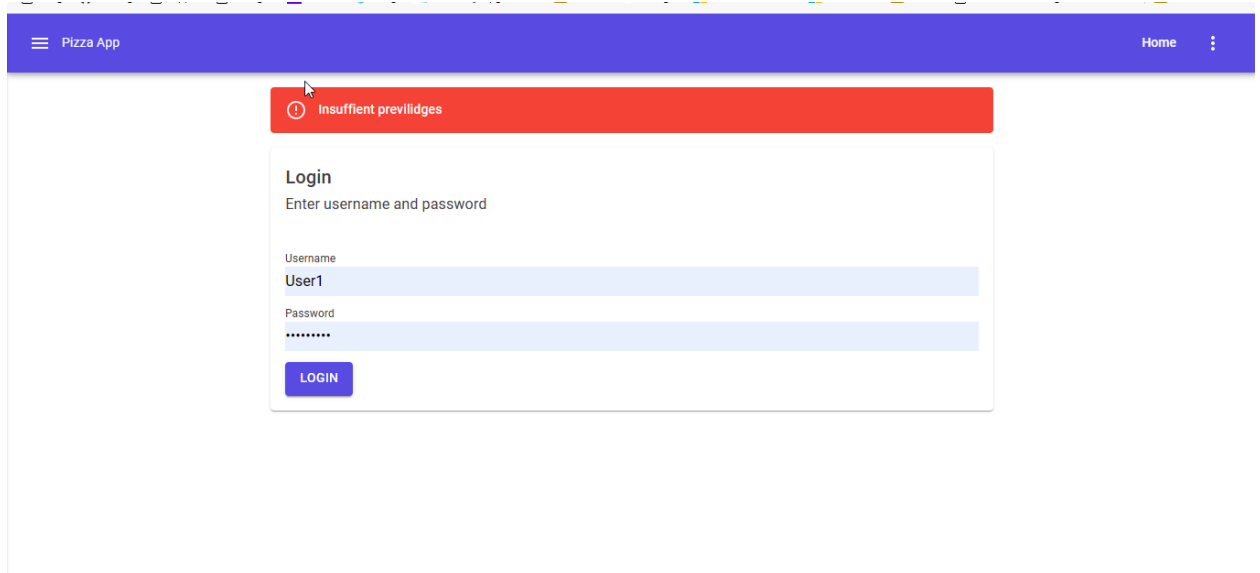 Pizza App
Home
Insuffient previlidges
Login
Enter username and password
Username
User1
Password
•••••••••
LOGIN